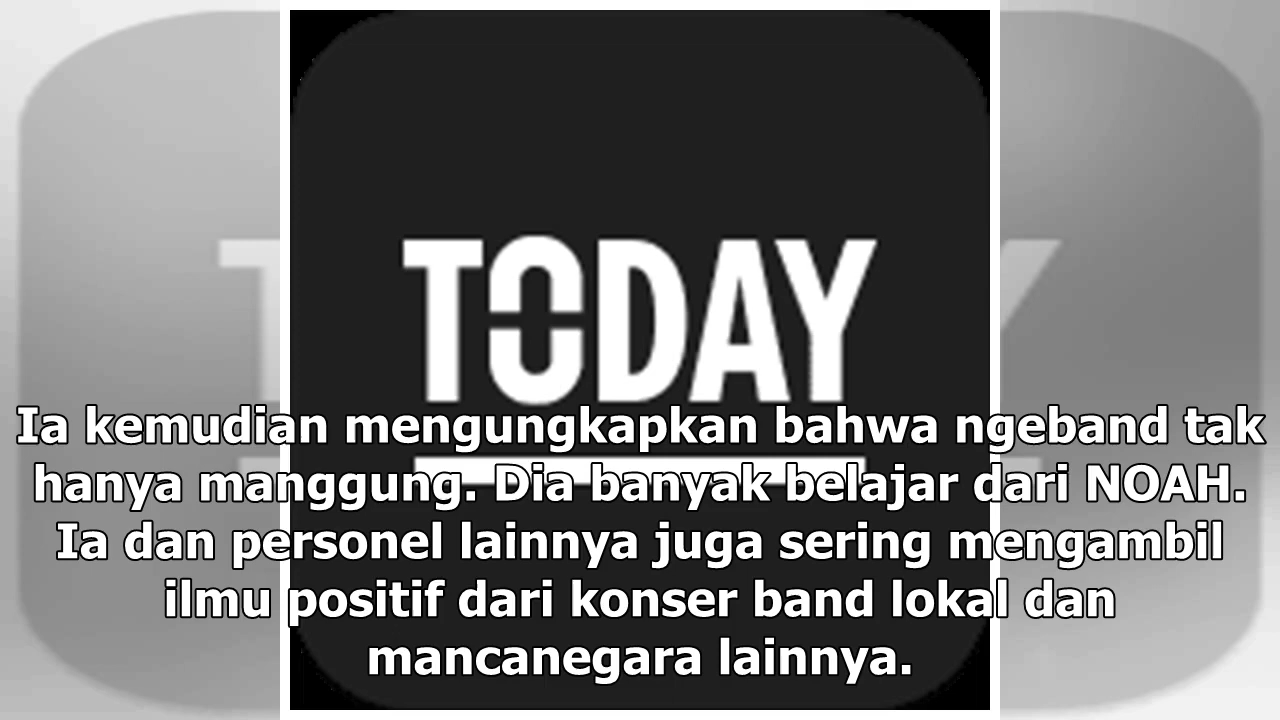 TODAY
Ia kemudian mengungkapkan bahwa ngeband tak
hanya manggung. Dia banyak belajar dari NOAH.
Ia dan personel lainnya juga sering mengambil
ilmu positif dari konser band lokal dan
mancanegara lainnya.